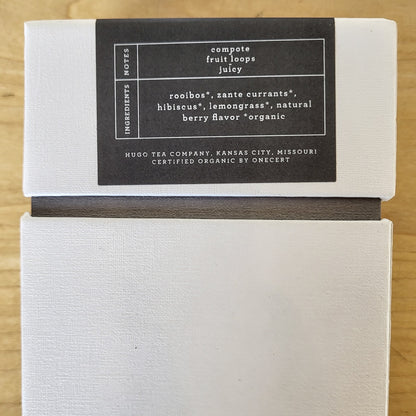 NOTES
compote
fruit loops
juicy
INGREDIENTS
rooibos*, zante currants*,
hibiscus*, lemongrass*, natural
berry flavor *organic
HUGO TEA COMPANY, KANSAS CITY, MISSOURI
CERTIFIED ORGANIC BY ONECERT